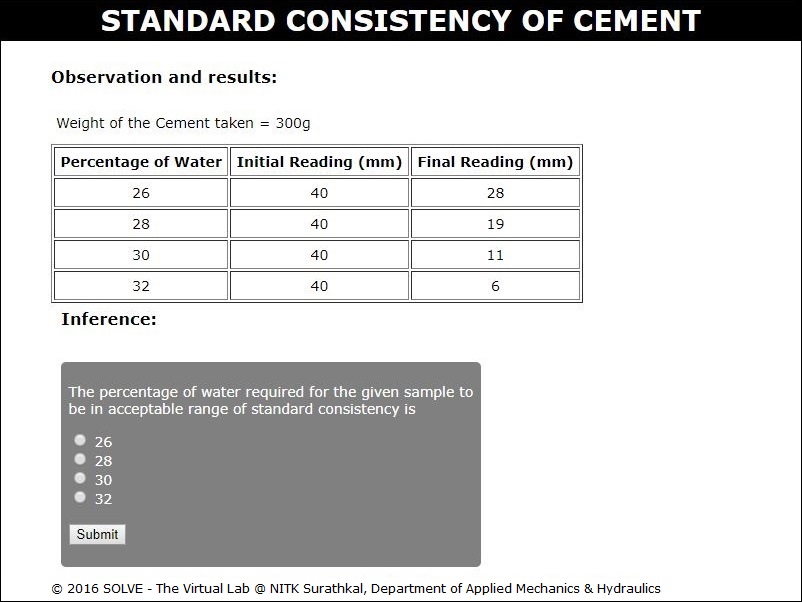 STANDARD CONSISTENCY OF CEMENT
Observation and results:
Weight of the Cement taken = 300g
Percentage of Water Initial Reading (mm) Final Reading (mm)
26 40 28
28 40 19
30 40 11
32 40 6
Inference:
The percentage of water required for the given sample to
be in acceptable range of standard consistency is
26
28
30
32
Submit
© 2016 SOLVE - The Virtual Lab @ NITK Surathkal, Department of Applied Mechanics & Hydraulics